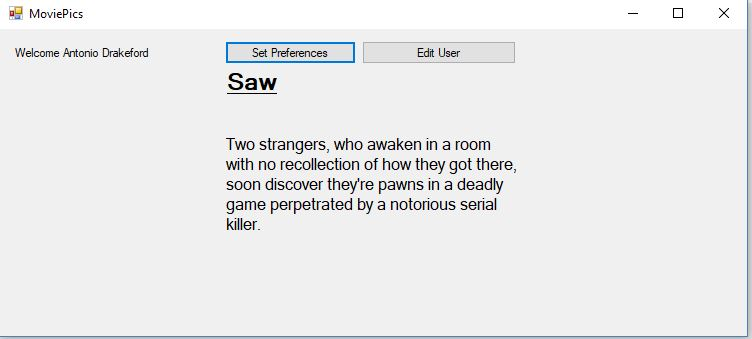 MoviePics
Welcome Antonio Drakeford
Set Preferences
Edit User
Saw
Two strangers, who awaken in a room
with no recollection of how they got there,
soon discover they're pawns in a deadly
game perpetrated by a notorious serial
killer.